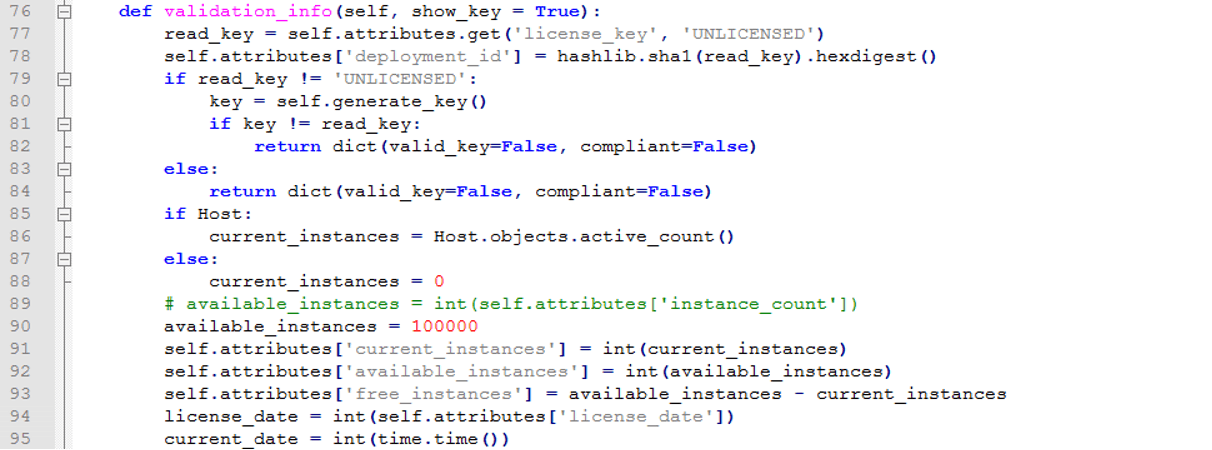 76 def validation_info(self, show_key = True):
77 read_key = self.attributes.get('license_key', 'UNLICENSED')
78 self.attributes['deployment_id'] = hashlib.sha1(read_key).hexdigest()
79 if read_key != 'UNLICENSED':
80 key = self.generate_key()
81 if key != read_key:
82 return dict(valid_key=False, compliant=False)
83 else:
84 return dict(valid_key=False, compliant=False)
85 if Host:
86 current_instances = Host.objects.active_count()
87 else:
88 current_instances = 0
89 # available_instances = int(self.attributes['instance_count'])
90 available_instances = 100000
91 self.attributes['current_instances'] = int(current_instances)
92 self.attributes['available_instances'] = int(available_instances)
93 self.attributes['free_instances'] = available_instances - current_instances
94 license_date = int(self.attributes['license_date'])
95 current_date = int(time.time())